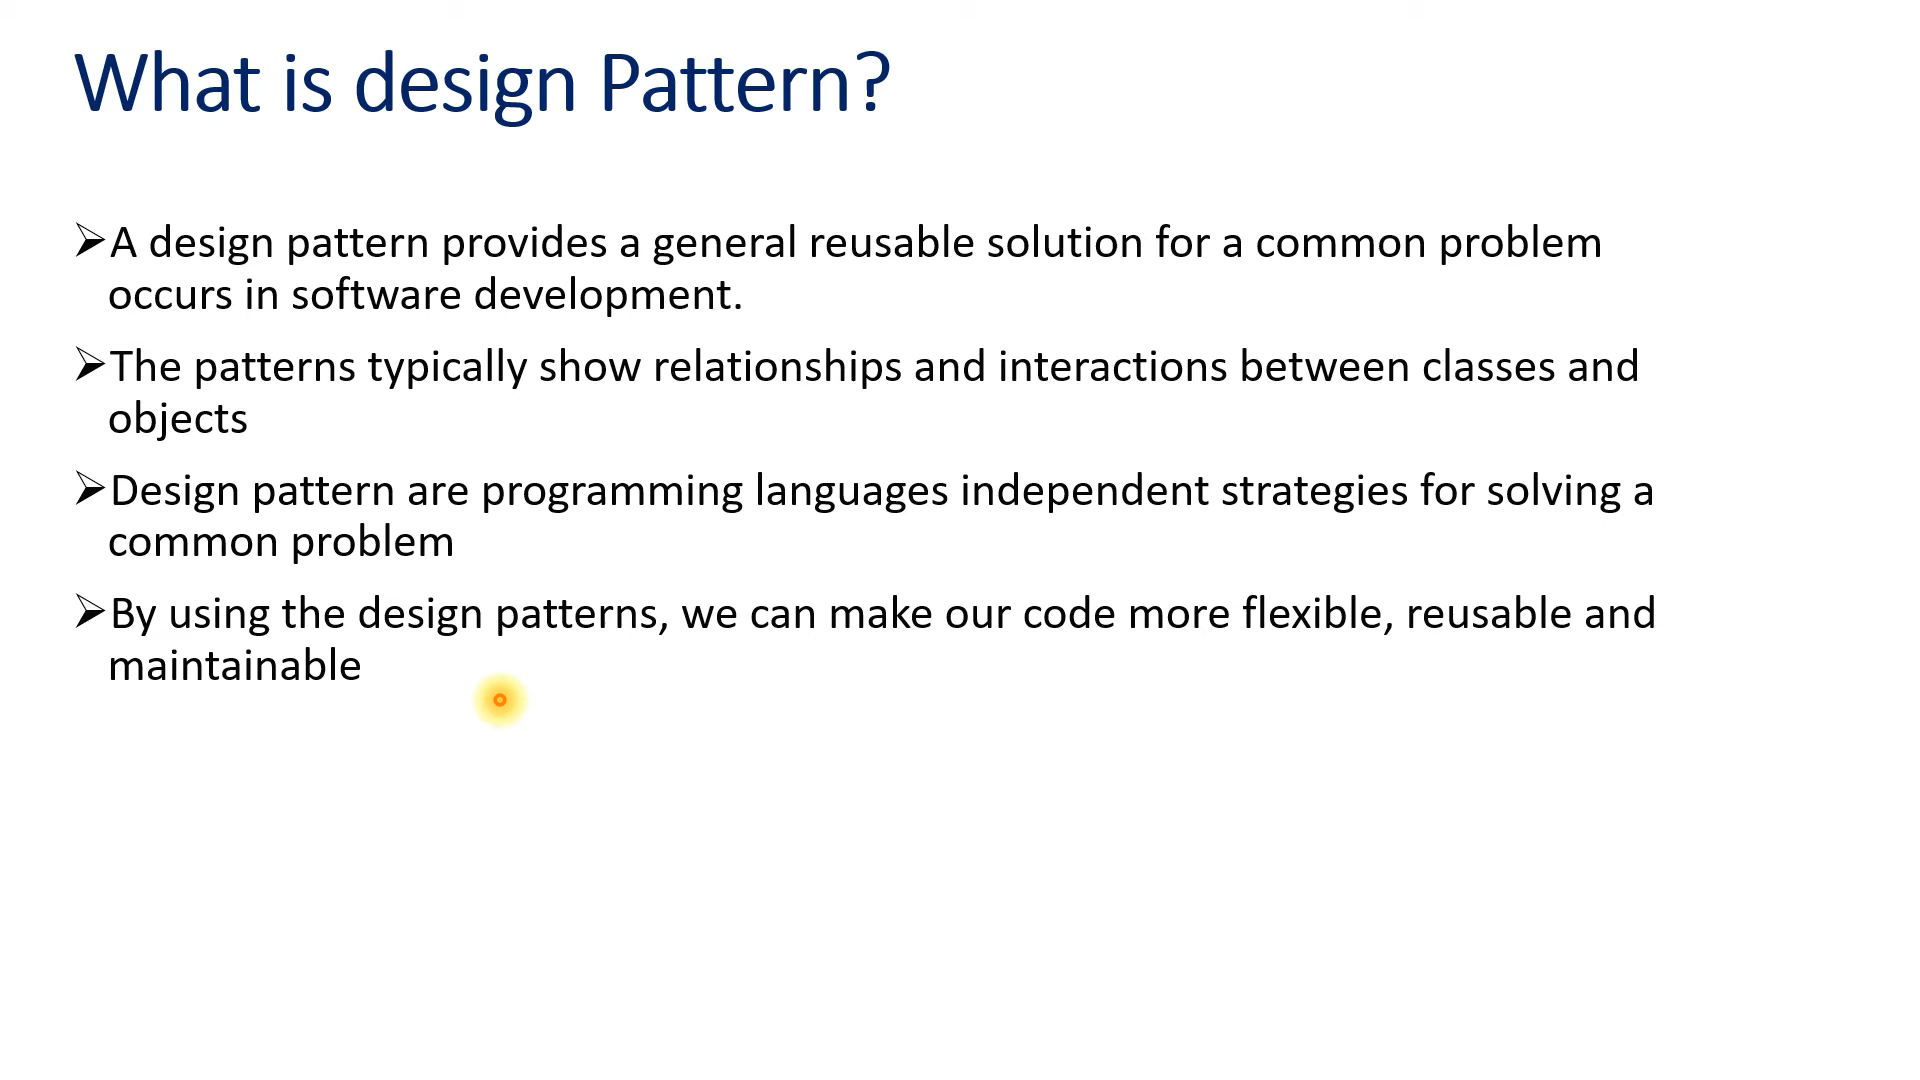 What is design Pattern?
➢A design pattern provides a general reusable solution for a common problem
occurs in software development.
➢The patterns typically show relationships and interactions between classes and
objects
➢Design pattern are programming languages independent strategies for solving a
common problem
➢By using the design patterns, we can make our code more flexible, reusable and
maintainable